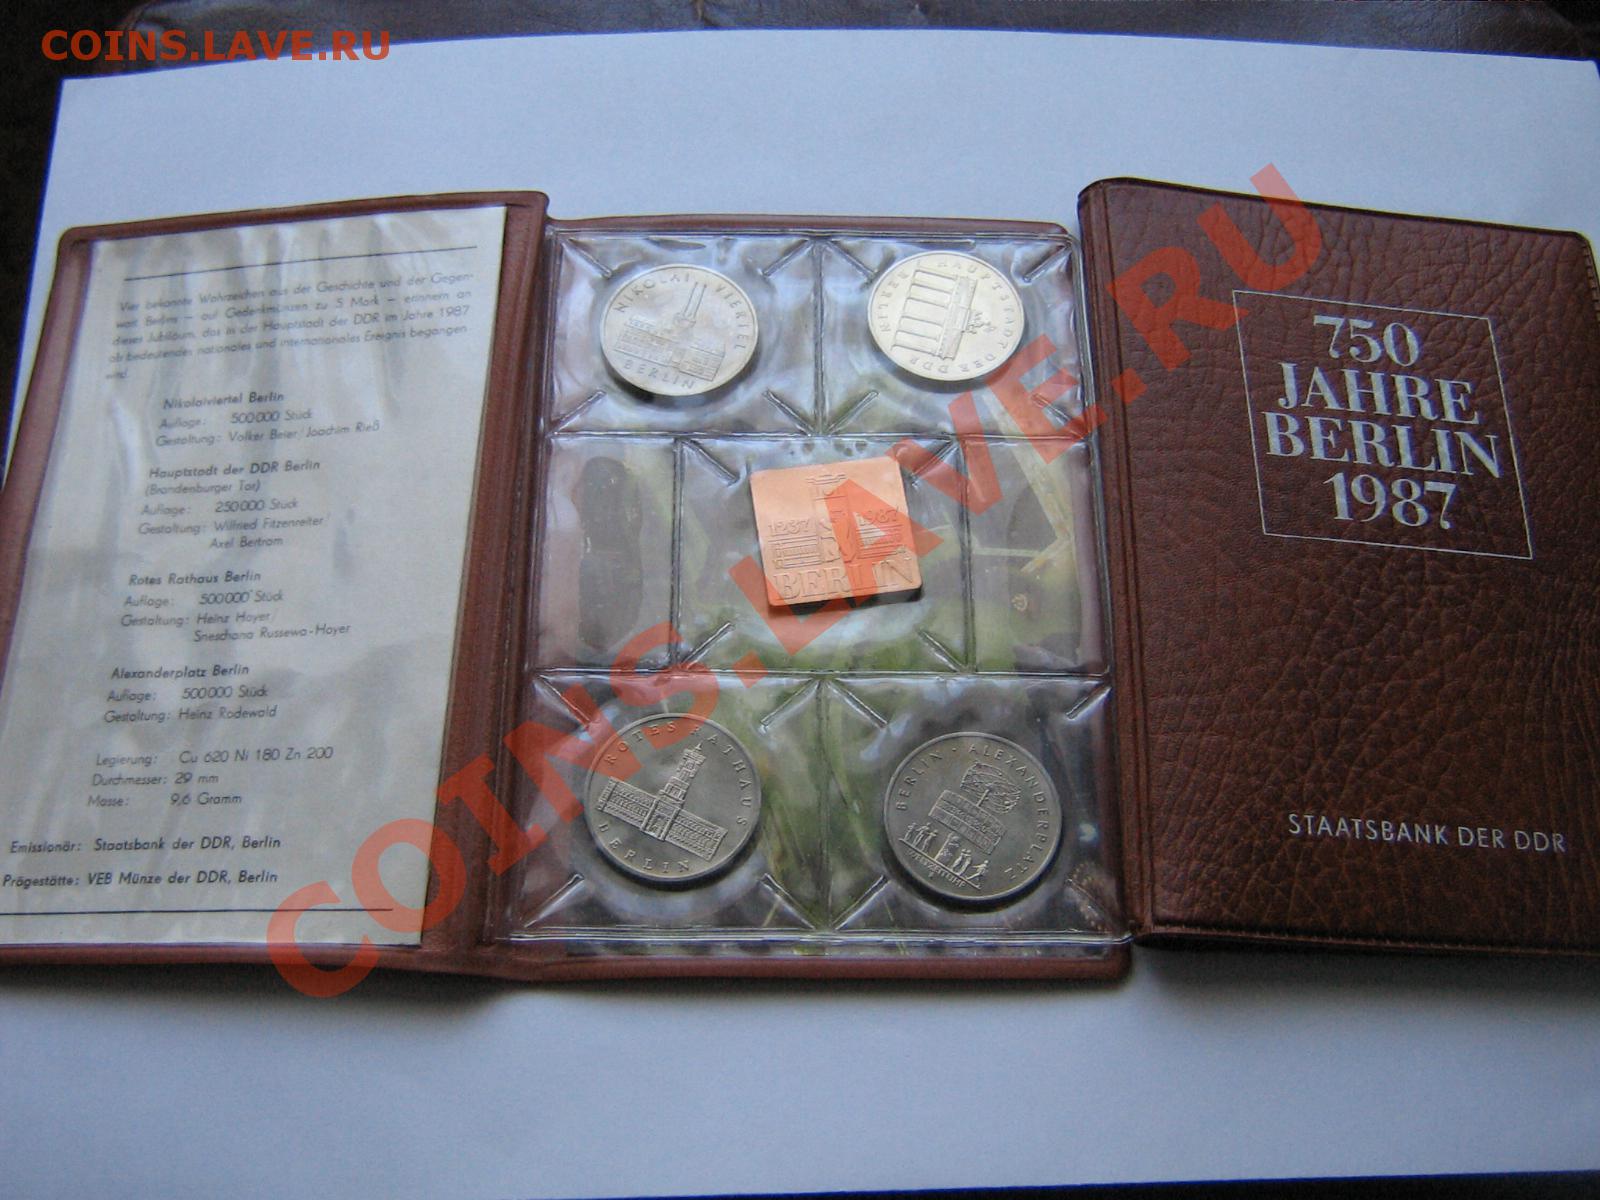 COINS.LAVE.RU
Vier bekannte Wahrzeichen aus der Geschichte und der Gegen-
wart Berlins – auf Gedenkmünzen zu 5 Mark – erinnern an
dieses Jubiläum, das in der Hauptstadt der DDR im Jahre 1987
als bedeutendes nationales und internationales Ereignis begangen
wird.
Nikolaiviertel Berlin
Auflage: 500 000 Stück
Gestaltung: Volker Beier/Joachim Rieß
Hauptstadt der DDR Berlin
(Brandenburger Tor)
Auflage: 250 000 Stück
Gestaltung: Wilfried Fitzenreiter/
Axel Bertram
Rotes Rathaus Berlin
Auflage: 500 000 Stück
Gestaltung: Heinz Hoyer/
Sneschana Russewa-Hoyer
Alexanderplatz Berlin
Auflage: 500 000 Stück
Gestaltung: Heinz Rodewald
Legierung: Cu 620 Ni 180 Zn 200
Durchmesser: 29 mm
Masse: 9,6 Gramm
Emissionär: Staatsbank der DDR, Berlin
Prägestätte: VEB Münze der DDR, Berlin
NIKOLAI VIERTEL
BERLIN
BERLIN HAUPTSTADT DER DDR
1237 1987
BERLIN
ROTES RATHAUS
BERLIN
BERLIN · ALEXANDERPLATZ
WELTZEITUHR
750
JAHRE
BERLIN
1987
STAATSBANK DER DDR
COINS.LAVE.RU